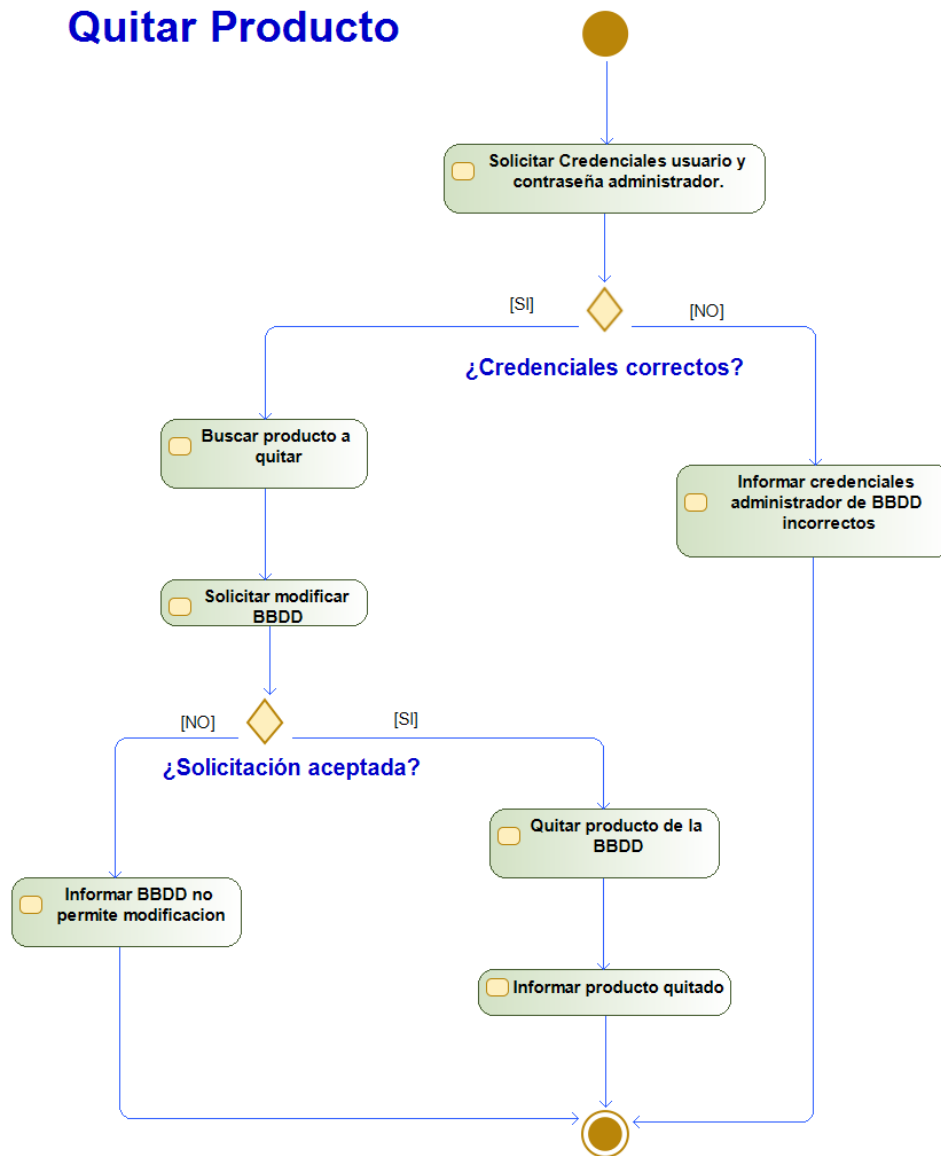 Quitar Producto
Solicitar Credenciales usuario y
contraseña administrador.
[SI]
[NO]
¿Credenciales correctos?
Buscar producto a
quitar
Informar credenciales
administrador de BBDD
incorrectos
Solicitar modificar
BBDD
[NO]
[SI]
¿Solicitación aceptada?
Quitar producto de la
BBDD
Informar BBDD no
permite modificacion
Informar producto quitado